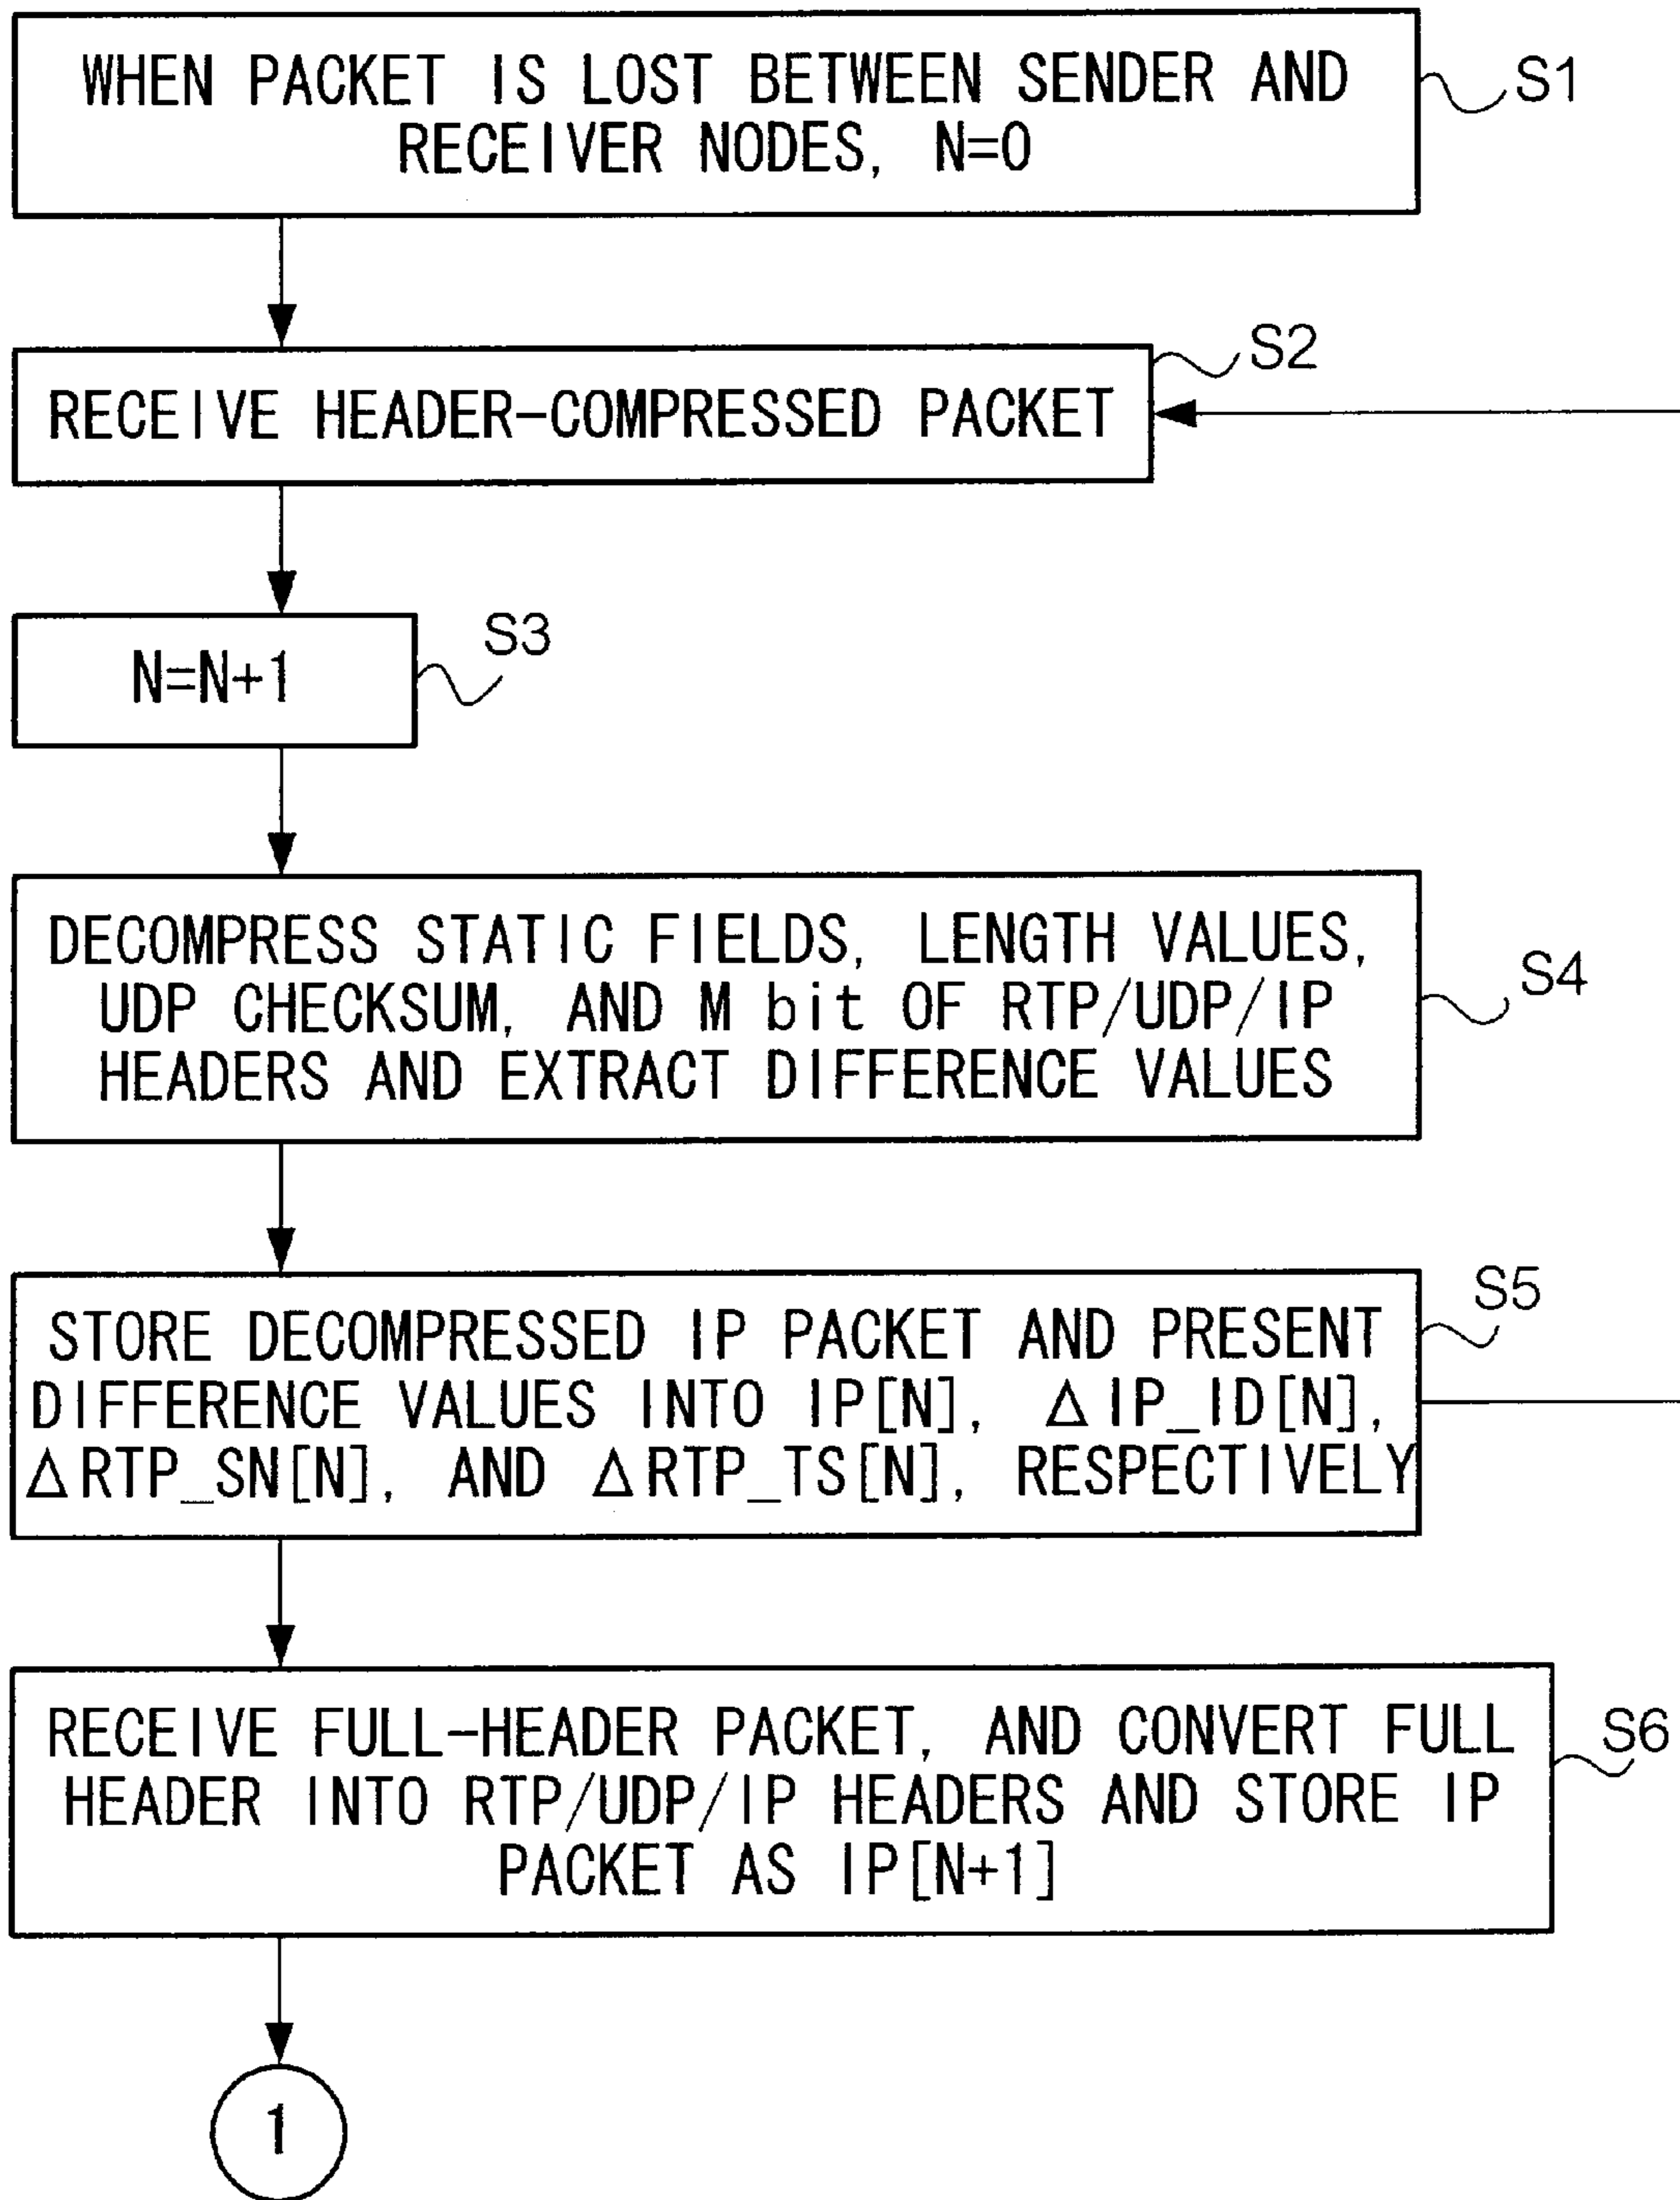 WHEN PACKET IS LOST BETWEEN SENDER AND
RECEIVER NODES, N=0
S1
RECEIVE HEADER-COMPRESSED PACKET
S2
N=N+1
S3
DECOMPRESS STATIC FIELDS, LENGTH VALUES,
UDP CHECKSUM, AND M bit OF RTP/UDP/IP
HEADERS AND EXTRACT DIFFERENCE VALUES
S4
STORE DECOMPRESSED IP PACKET AND PRESENT
DIFFERENCE VALUES INTO IP[N], ΔIP_ID[N],
ΔRTP_SN[N], AND ΔRTP_TS[N], RESPECTIVELY
S5
RECEIVE FULL-HEADER PACKET, AND CONVERT FULL
HEADER INTO RTP/UDP/IP HEADERS AND STORE IP
PACKET AS IP[N+1]
S6
1